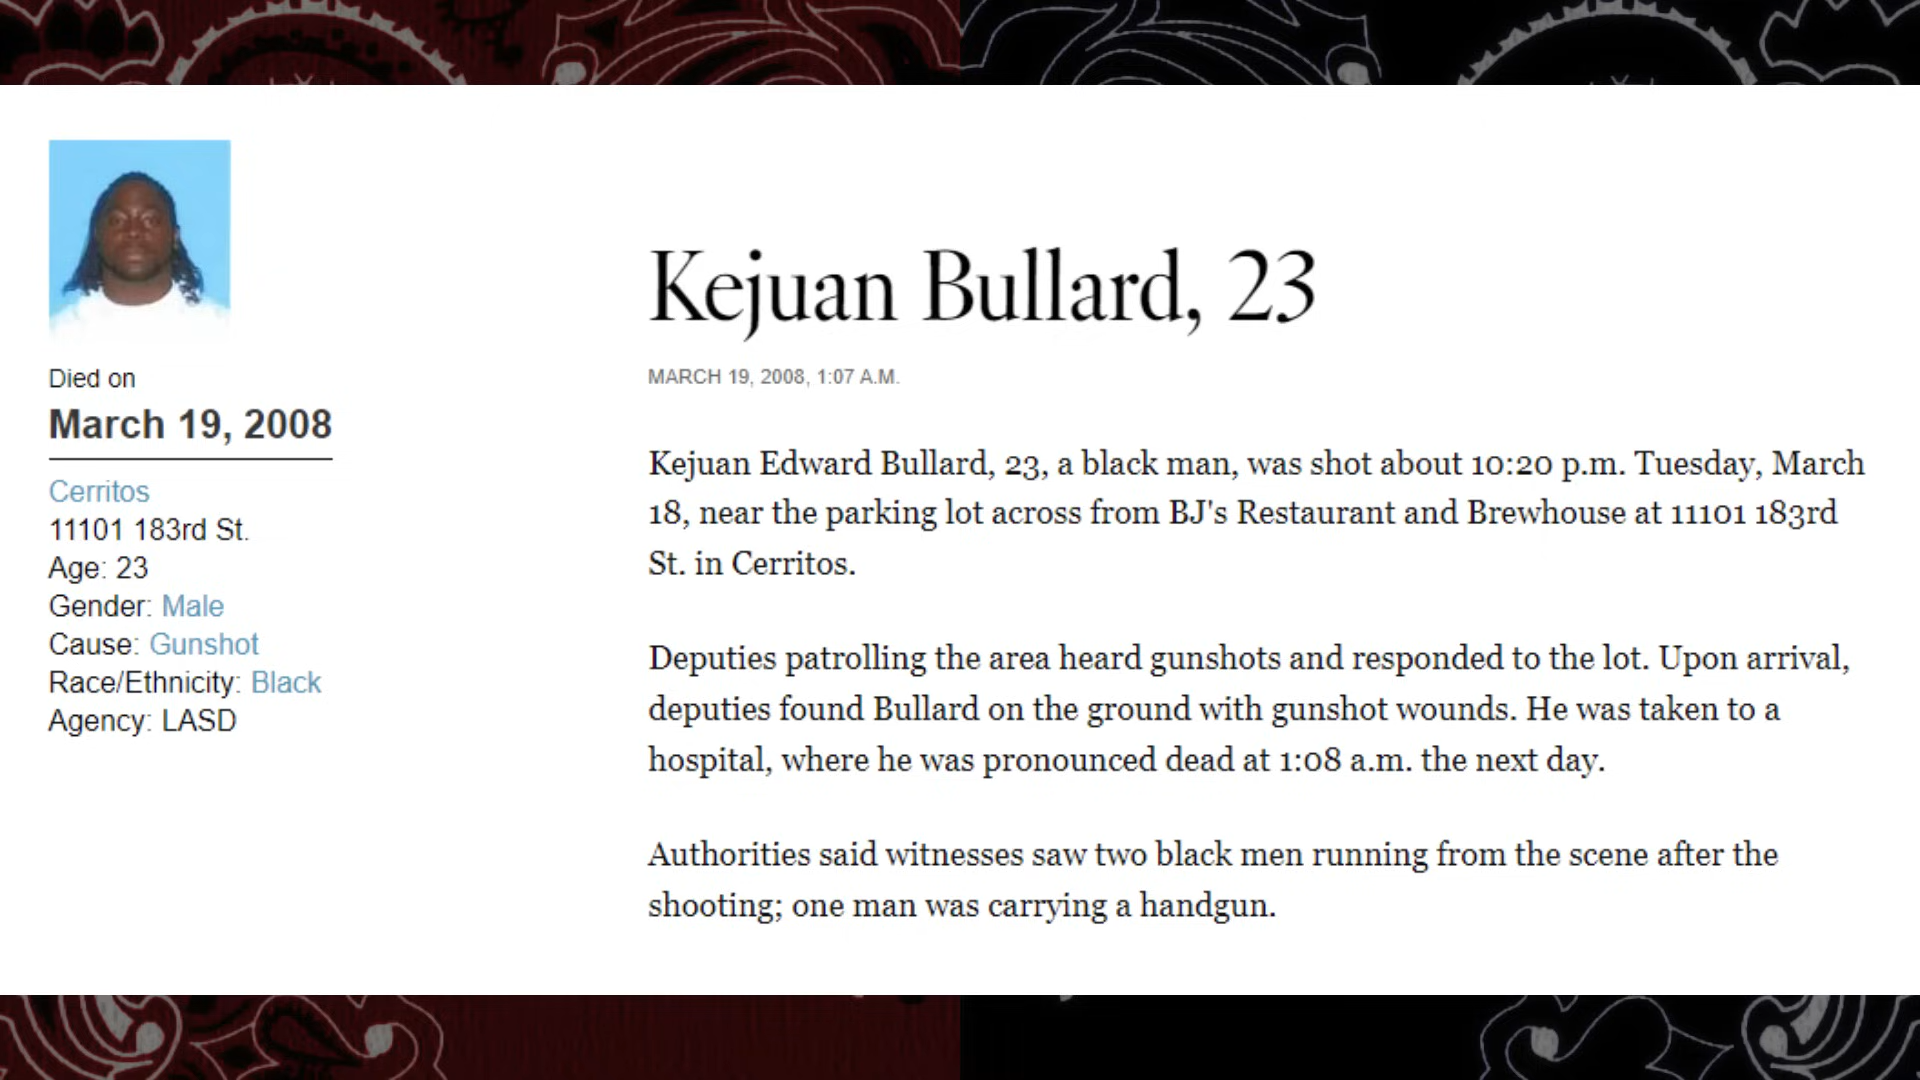 Died on
March 19, 2008
Cerritos
11101 183rd St.
Age: 23
Gender: Male
Cause: Gunshot
Race/Ethnicity: Black
Agency: LASD
Kejuan Bullard, 23
MARCH 19, 2008, 1:07 A.M.
Kejuan Edward Bullard, 23, a black man, was shot about 10:20 p.m. Tuesday, March
18, near the parking lot across from BJ's Restaurant and Brewhouse at 11101 183rd
St. in Cerritos.
Deputies patrolling the area heard gunshots and responded to the lot. Upon arrival,
deputies found Bullard on the ground with gunshot wounds. He was taken to a
hospital, where he was pronounced dead at 1:08 a.m. the next day.
Authorities said witnesses saw two black men running from the scene after the
shooting; one man was carrying a handgun.